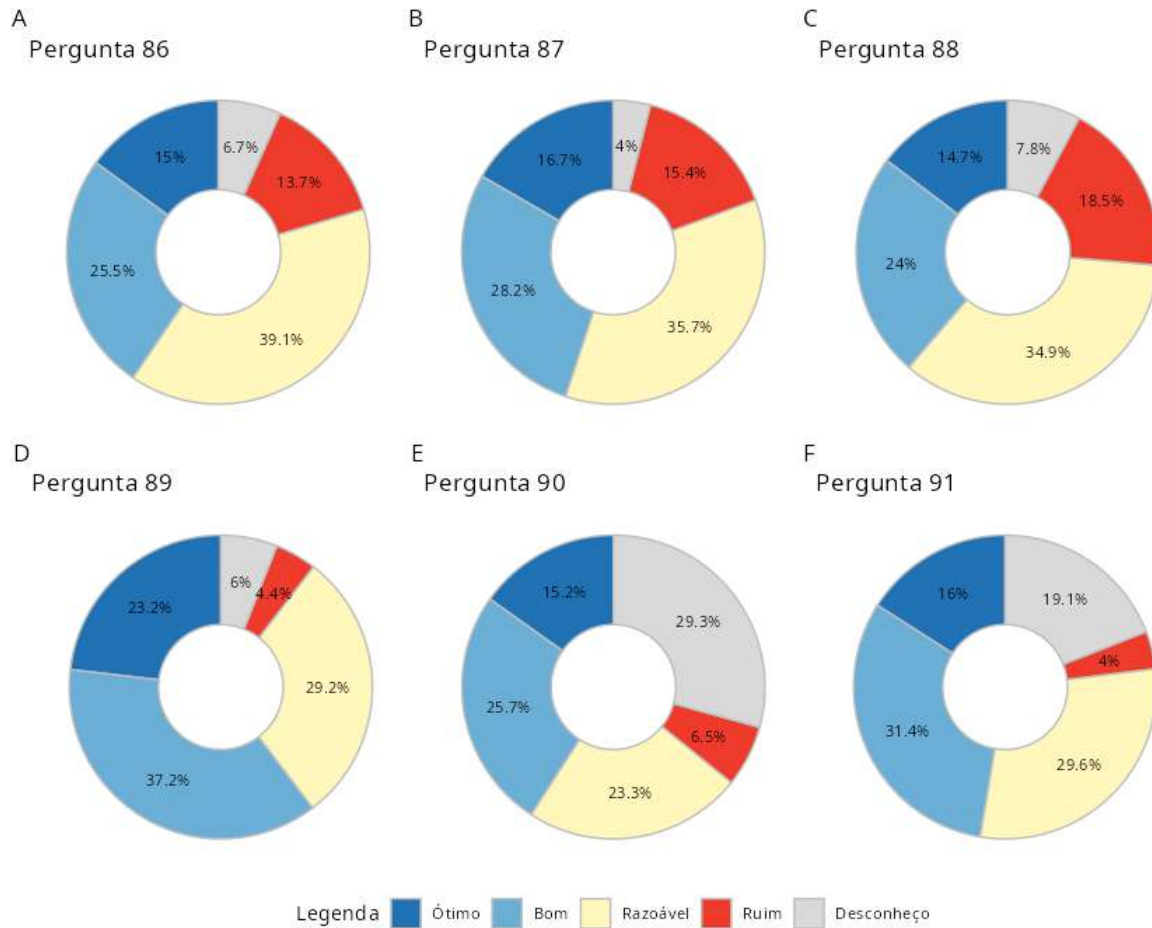 A
Pergunta 86
15%
6.7%
13.7%
25.5%
39.1%
B
Pergunta 87
16.7%
4%
15.4%
28.2%
35.7%
C
Pergunta 88
14.7%
7.8%
18.5%
24%
34.9%
D
Pergunta 89
23.2%
6%
4.4%
29.2%
37.2%
E
Pergunta 90
15.2%
29.3%
25.7%
6.5%
23.3%
F
Pergunta 91
16%
19.1%
4%
31.4%
29.6%
Legenda Ótimo Bom Razoável Ruim Desconheço